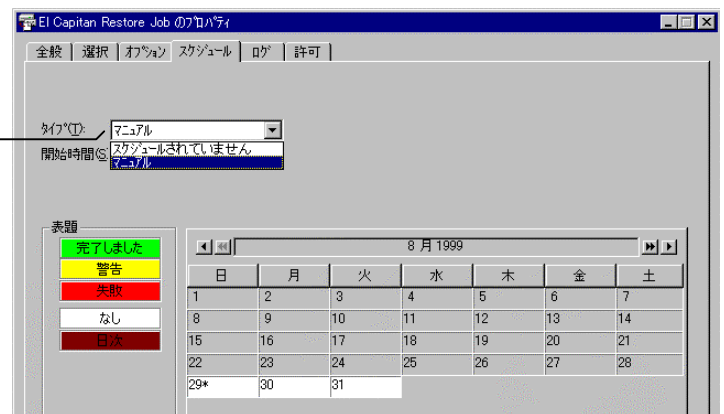 El Capitan Restore Job のﾌﾟﾛﾊﾟﾃｨ
全般 選択 ｵﾌﾟｼｮﾝ ｽｹｼﾞｭｰﾙ ﾛｸﾞ 許可
ﾀｲﾌﾟ(T): ﾏﾆｭｱﾙ
ｽｹｼﾞｭｰﾙされていません
開始時間(S ﾏﾆｭｱﾙ
表題
完了しました
警告
失敗
なし
日次
8 月 1999
日 月 火 水 木 金 土
1 2 3 4 5 6 7
8 9 10 11 12 13 14
15 16 17 18 19 20 21
22 23 24 25 26 27 28
29* 30 31